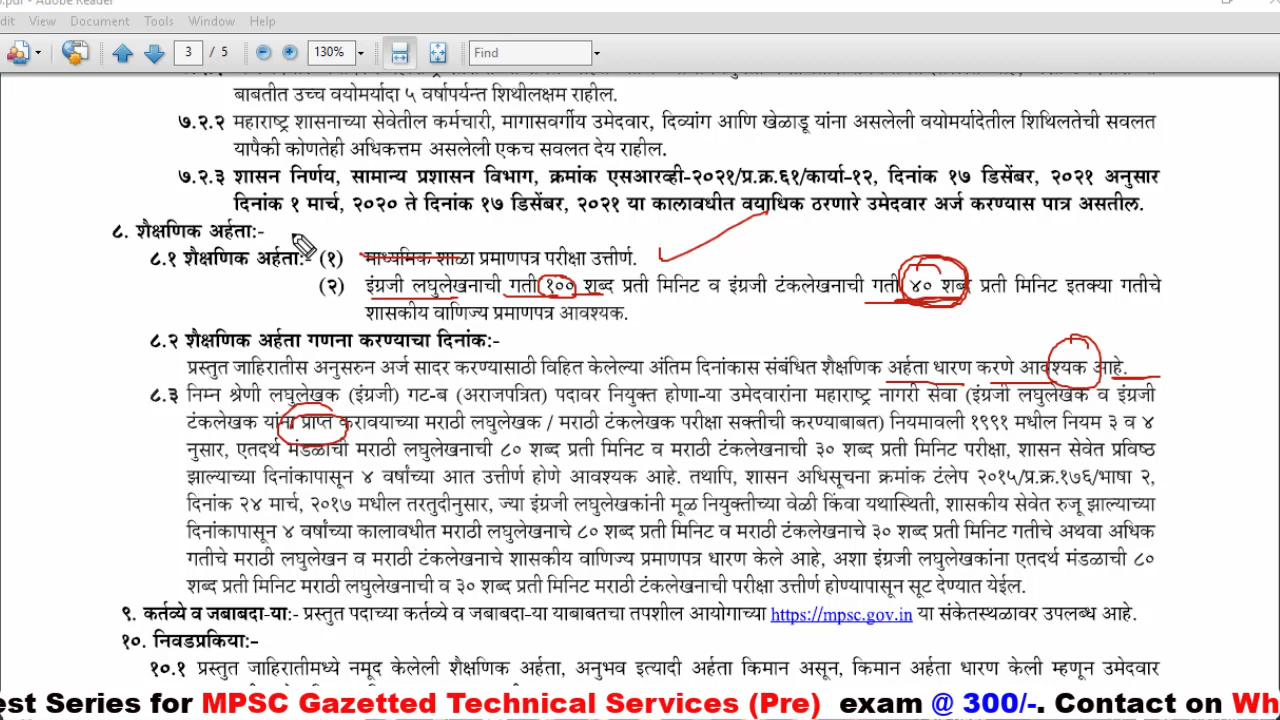 .pdf - Adobe Reader
dit View Document Tools Window Help
3 / 5 130% Find
बाबतीत उच्च वयोमर्यादा ५ वर्षापर्यन्त शिथीलक्षम राहील.
७.२.२ महाराष्ट्र शासनाच्या सेवेतील कर्मचारी, मागासवर्गीय उमेदवार, दिव्यांग आणि खेळाडू यांना असलेली वयोमर्यादेतील शिथिलतेची सवलत
यापैकी कोणतेही अधिकत्तम असलेली एकच सवलत देय राहील.
७.२.३ शासन निर्णय, सामान्य प्रशासन विभाग, क्रमांक एसआरव्ही-२०२१/प्र.क्र.६१/कार्या-१२, दिनांक १७ डिसेंबर, २०२१ अनुसार
दिनांक १ मार्च, २०२० ते दिनांक १७ डिसेंबर, २०२१ या कालावधीत वयाधिक ठरणारे उमेदवार अर्ज करण्यास पात्र असतील.
८. शैक्षणिक अर्हता:-
८.१ शैक्षणिक अर्हता:- (१) माध्यमिक शाळा प्रमाणपत्र परीक्षा उत्तीर्ण.
(२) इंग्रजी लघुलेखनाची गती १०० शब्द प्रती मिनिट व इंग्रजी टंकलेखनाची गती ४० शब्द प्रती मिनिट इतक्या गतीचे
शासकीय वाणिज्य प्रमाणपत्र आवश्यक.
८.२ शैक्षणिक अर्हता गणना करण्याचा दिनांक:-
प्रस्तुत जाहिरातीस अनुसरुन अर्ज सादर करण्यासाठी विहित केलेल्या अंतिम दिनांकास संबंधित शैक्षणिक अर्हता धारण करणे आवश्यक आहे.
८.३ निम्न श्रेणी लघुलेखक (इंग्रजी) गट-ब (अराजपत्रित) पदावर नियुक्त होणा-या उमेदवारांना महाराष्ट्र नागरी सेवा (इंग्रजी लघुलेखक व इंग्रजी
टंकलेखक यांना प्राप्त करावयाच्या मराठी लघुलेखक / मराठी टंकलेखक परीक्षा सक्तीची करण्याबाबत) नियमावली १९९१ मधील नियम ३ व ४
नुसार, एतदर्थ मंडळाची मराठी लघुलेखनाची ८० शब्द प्रती मिनिट व मराठी टंकलेखनाची ३० शब्द प्रती मिनिट परीक्षा, शासन सेवेत प्रविष्ठ
झाल्याच्या दिनांकापासून ४ वर्षांच्या आत उत्तीर्ण होणे आवश्यक आहे. तथापि, शासन अधिसूचना क्रमांक टंलेप २०१५/प्र.क्र.१७६/भाषा २,
दिनांक २४ मार्च, २०१७ मधील तरतुदीनुसार, ज्या इंग्रजी लघुलेखकांनी मूळ नियुक्तीच्या वेळी किंवा यथास्थिती, शासकीय सेवेत रुजू झाल्याच्या
दिनांकापासून ४ वर्षांच्या कालावधीत मराठी लघुलेखनाचे ८० शब्द प्रती मिनिट व मराठी टंकलेखनाचे ३० शब्द प्रती मिनिट गतीचे अथवा अधिक
गतीचे मराठी लघुलेखन व मराठी टंकलेखनाचे शासकीय वाणिज्य प्रमाणपत्र धारण केले आहे, अशा इंग्रजी लघुलेखकांना एतदर्थ मंडळाची ८०
शब्द प्रती मिनिट मराठी लघुलेखनाची व ३० शब्द प्रती मिनिट मराठी टंकलेखनाची परीक्षा उत्तीर्ण होण्यापासून सूट देण्यात येईल.
९. कर्तव्ये व जबाबदा-या:- प्रस्तुत पदाच्या कर्तव्ये व जबाबदा-या याबाबतचा तपशील आयोगाच्या https://mpsc.gov.in या संकेतस्थळावर उपलब्ध आहे.
१०. निवडप्रकिया:-
१०.१ प्रस्तुत जाहिरातीमध्ये नमूद केलेली शैक्षणिक अर्हता, अनुभव इत्यादी अर्हता किमान असून, किमान अर्हता धारण केली म्हणून उमेदवार
est Series for MPSC Gazetted Technical Services (Pre) exam @ 300/-. Contact on Wh